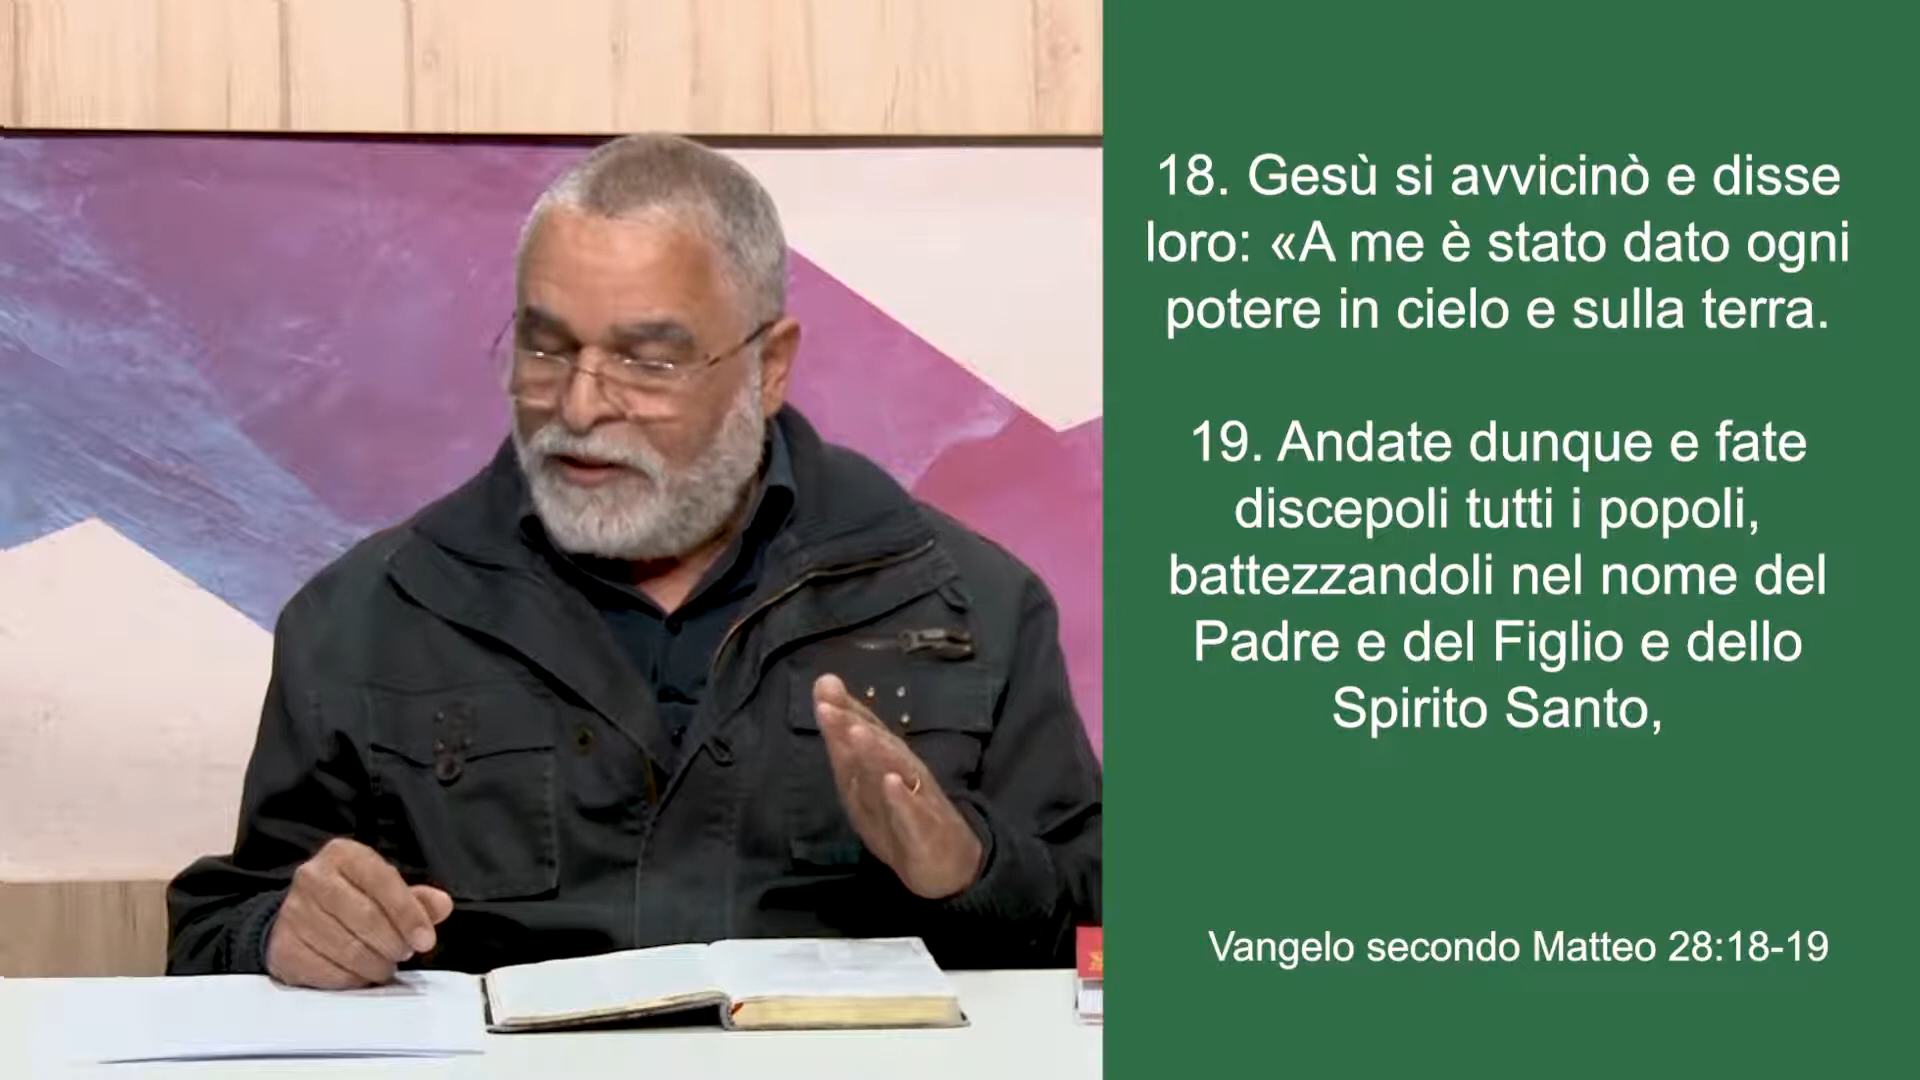 18. Gesù si avvicinò e disse
loro: «A me è stato dato ogni
potere in cielo e sulla terra.
19. Andate dunque e fate
discepoli tutti i popoli,
battezzandoli nel nome del
Padre e del Figlio e dello
Spirito Santo,
Vangelo secondo Matteo 28:18-19